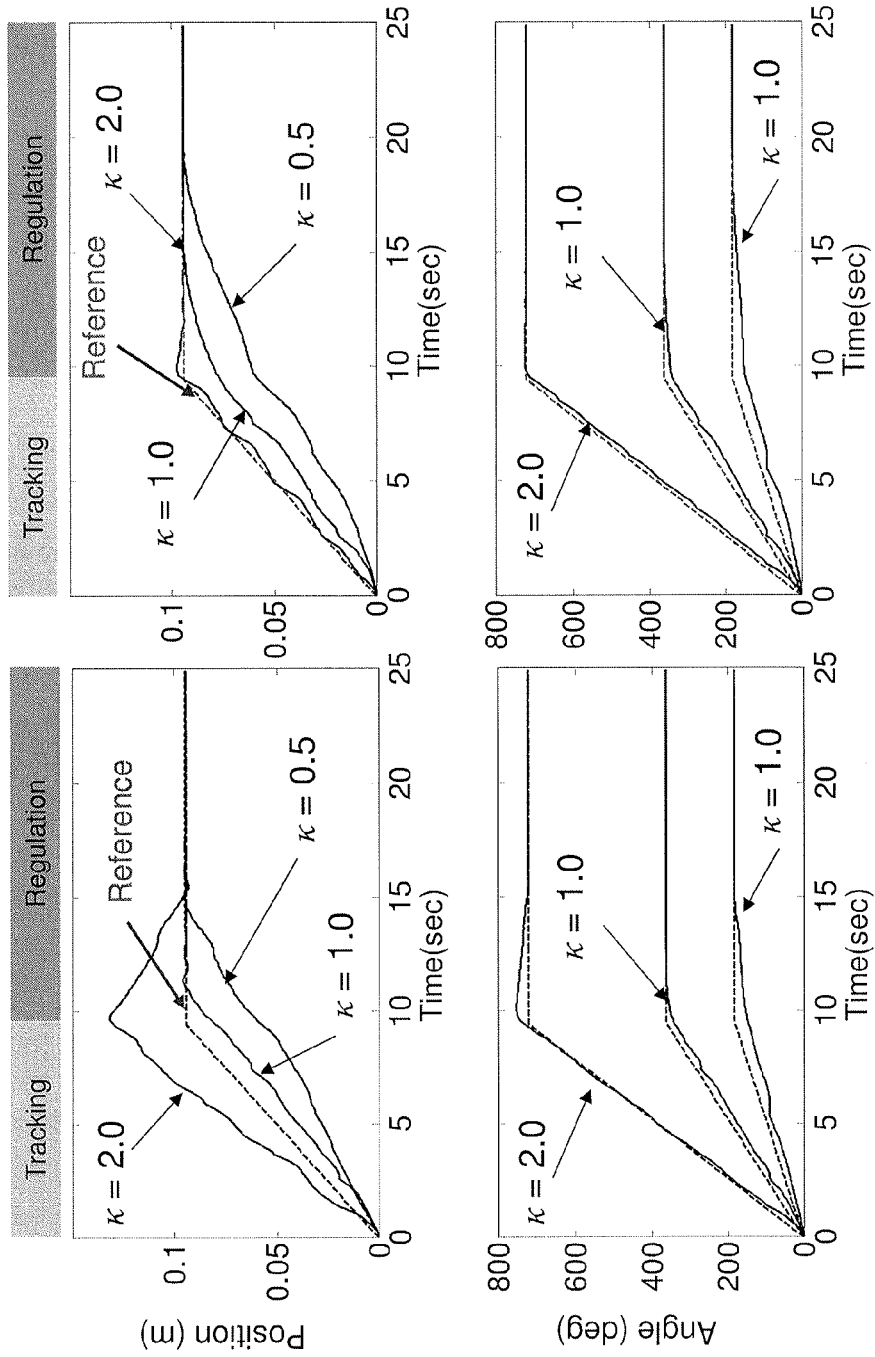 Tracking
Regulation
Tracking
Regulation
Position (m)
0.1
0.05
0
κ = 2.0
Reference
κ = 0.5
κ = 1.0
0
5
10
15
20
25
Time(sec)
0.1
0.05
0
Reference
κ = 2.0
κ = 1.0
κ = 0.5
0
5
10
15
20
25
Time(sec)
Angle (deg)
800
600
400
200
0
κ = 2.0
κ = 1.0
κ = 1.0
0
5
10
15
20
25
Time(sec)
800
600
400
200
0
κ = 2.0
κ = 1.0
κ = 1.0
0
5
10
15
20
25
Time(sec)